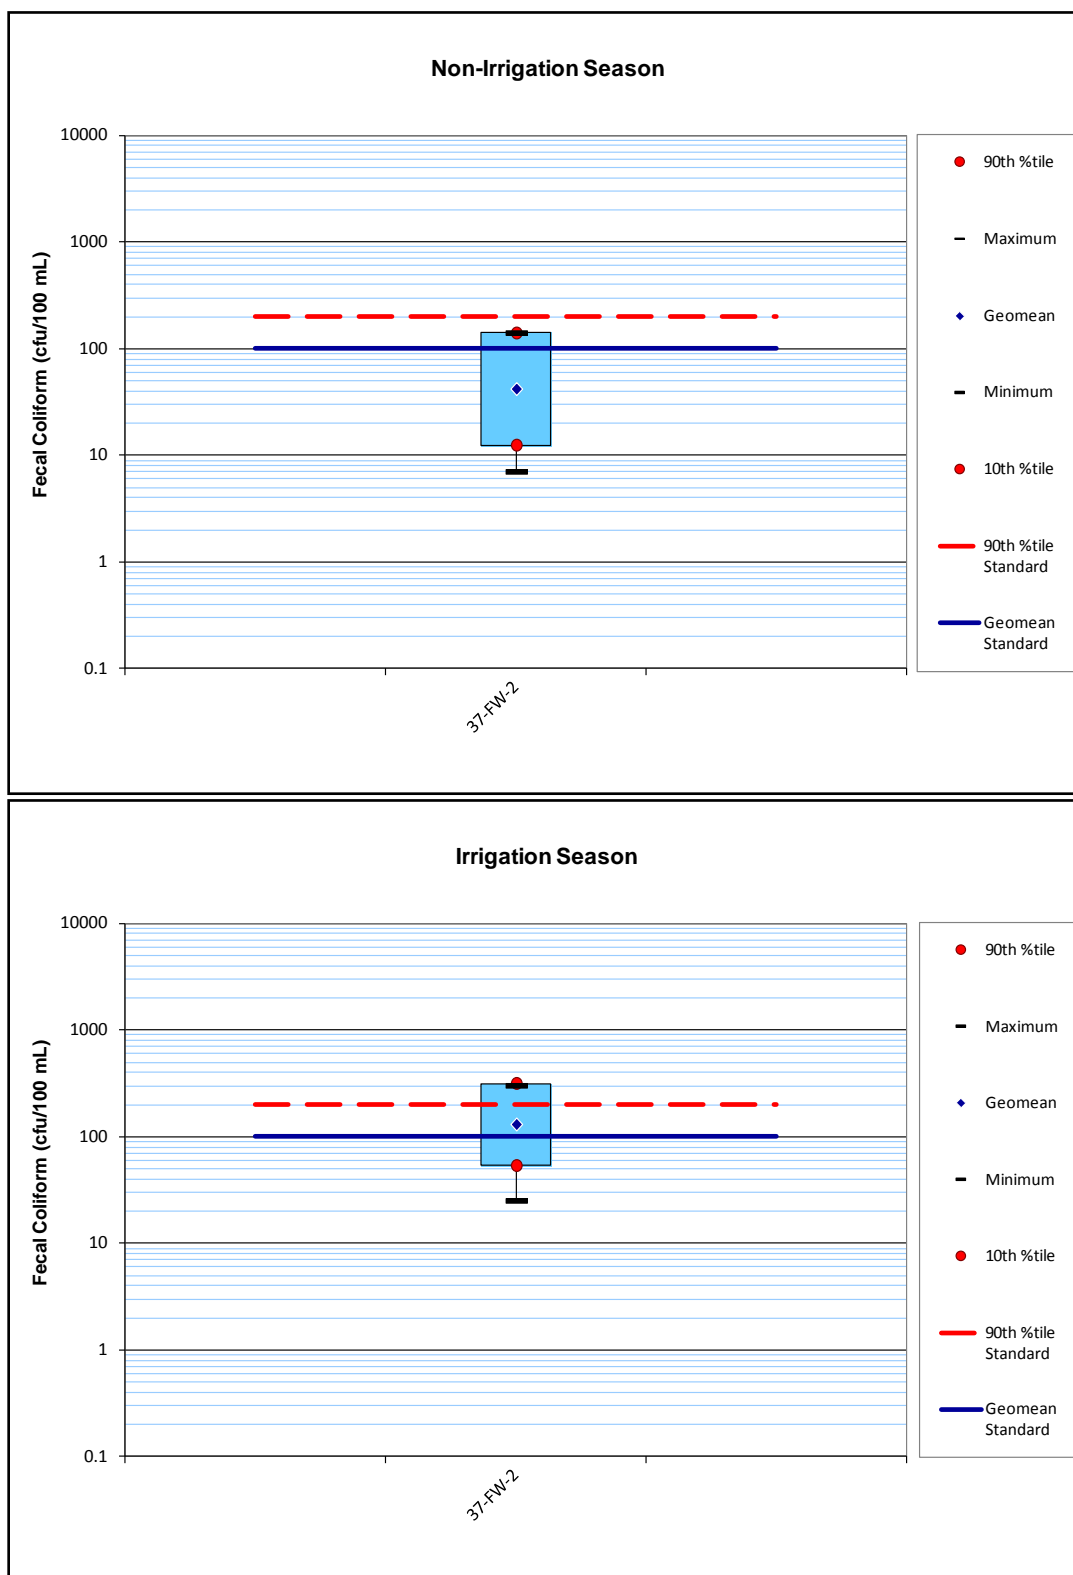 Non-Irrigation Season
10000
1000
100
10
1
0.1
Fecal Coliform (cfu/100 mL)
37-FW-2
90th %tile
Maximum
Geomean
Minimum
10th %tile
90th %tile
Standard
Geomean
Standard
Irrigation Season
10000
1000
100
10
1
0.1
Fecal Coliform (cfu/100 mL)
37-FW-2
90th %tile
Maximum
Geomean
Minimum
10th %tile
90th %tile
Standard
Geomean
Standard